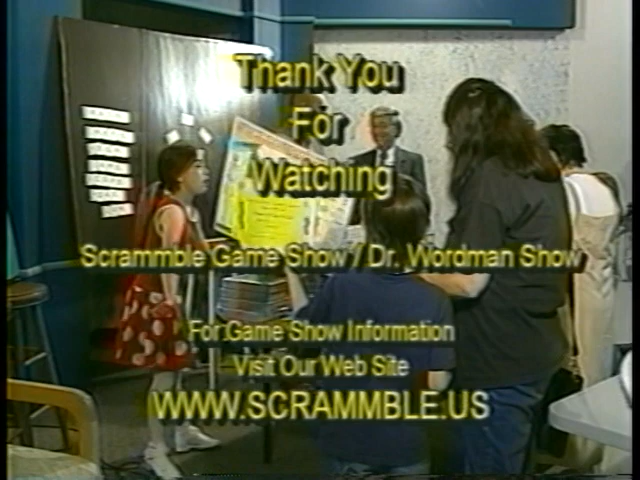 Thank You
For
Watching
Scrammble Game Show / Dr. Wordman Show
For Game Show Information
Visit Our Web Site
WWW.SCRAMMBLE.US